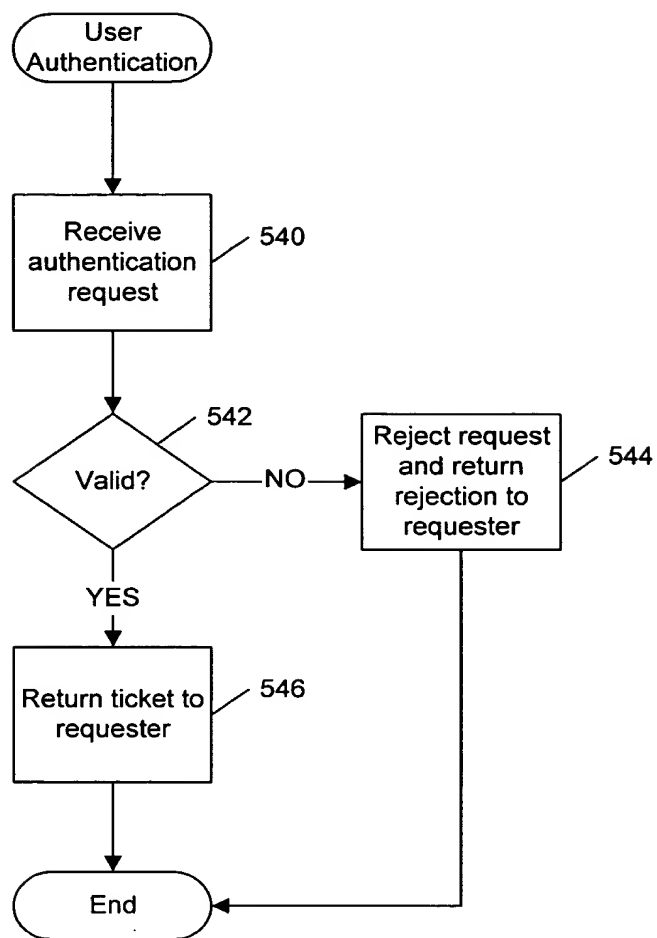 User
Authentication
Receive
authentication
request
540
542
Valid?
NO
Reject request
and return
rejection to
requester
544
YES
Return ticket to
requester
546
End